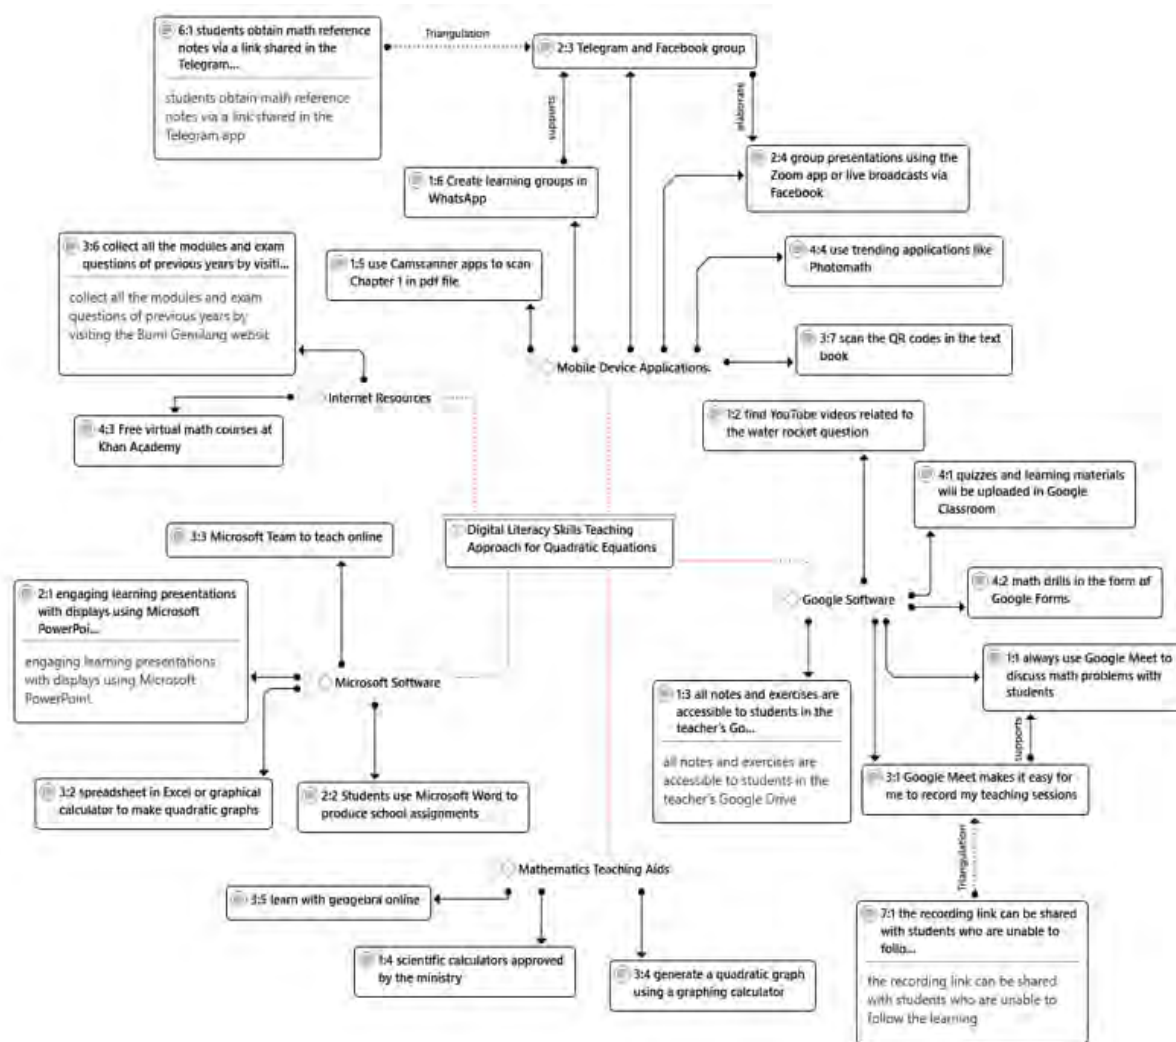 6:1 students obtain math reference
notes via a link shared in the
Telegram...
students obtain math reference
notes via a link shared in the
Telegram app
Triangulation
2:3 Telegram and Facebook group
supports
elaborate
1:6 Create learning groups in
WhatsApp
2:4 group presentations using the
Zoom app or live broadcasts via
Facebook
3:6 collect all the modules and exam
questions of previous years by visiti...
collect all the modules and exam
questions of previous years by
visiting the Bumi Gemilang websit
1:5 use Camscanner apps to scan
Chapter 1 in pdf file
4:4 use trending applications like
Photomath
3:7 scan the QR codes in the text
book
Mobile Device Applications
Internet Resources
4:3 Free virtual math courses at
Khan Academy
1:2 find YouTube videos related to
the water rocket question
4:1 quizzes and learning materials
will be uploaded in Google
Classroom
3:3 Microsoft Team to teach online
Digital Literacy Skills Teaching
Approach for Quadratic Equations
2:1 engaging learning presentations
with displays using Microsoft
PowerPoi...
engaging learning presentations
with displays using Microsoft
PowerPoint
Microsoft Software
Google Software
4:2 math drills in the form of
Google Forms
1:1 always use Google Meet to
discuss math problems with
students
1:3 all notes and exercises are
accessible to students in the
teacher's Go...
all notes and exercises are
accessible to students in the
teacher's Google Drive
supports
3:2 spreadsheet in Excel or graphical
calculator to make quadratic graphs
2:2 Students use Microsoft Word to
produce school assignments
3:1 Google Meet makes it easy for
me to record my teaching sessions
Triangulation
Mathematics Teaching Aids
3:5 learn with geogebra online
1:4 scientific calculators approved
by the ministry
3:4 generate a quadratic graph
using a graphing calculator
7:1 the recording link can be shared
with students who are unable to
follo...
the recording link can be shared
with students who are unable to
follow the learning